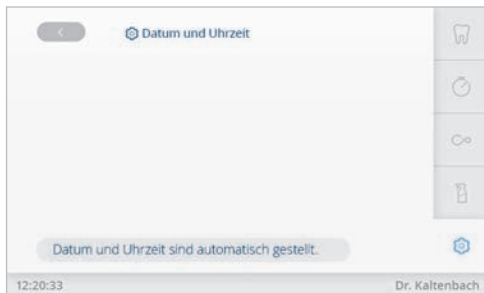 Datum und Uhrzeit
Datum und Uhrzeit sind automatisch gestellt.
12:20:33 Dr. Kaltenbach